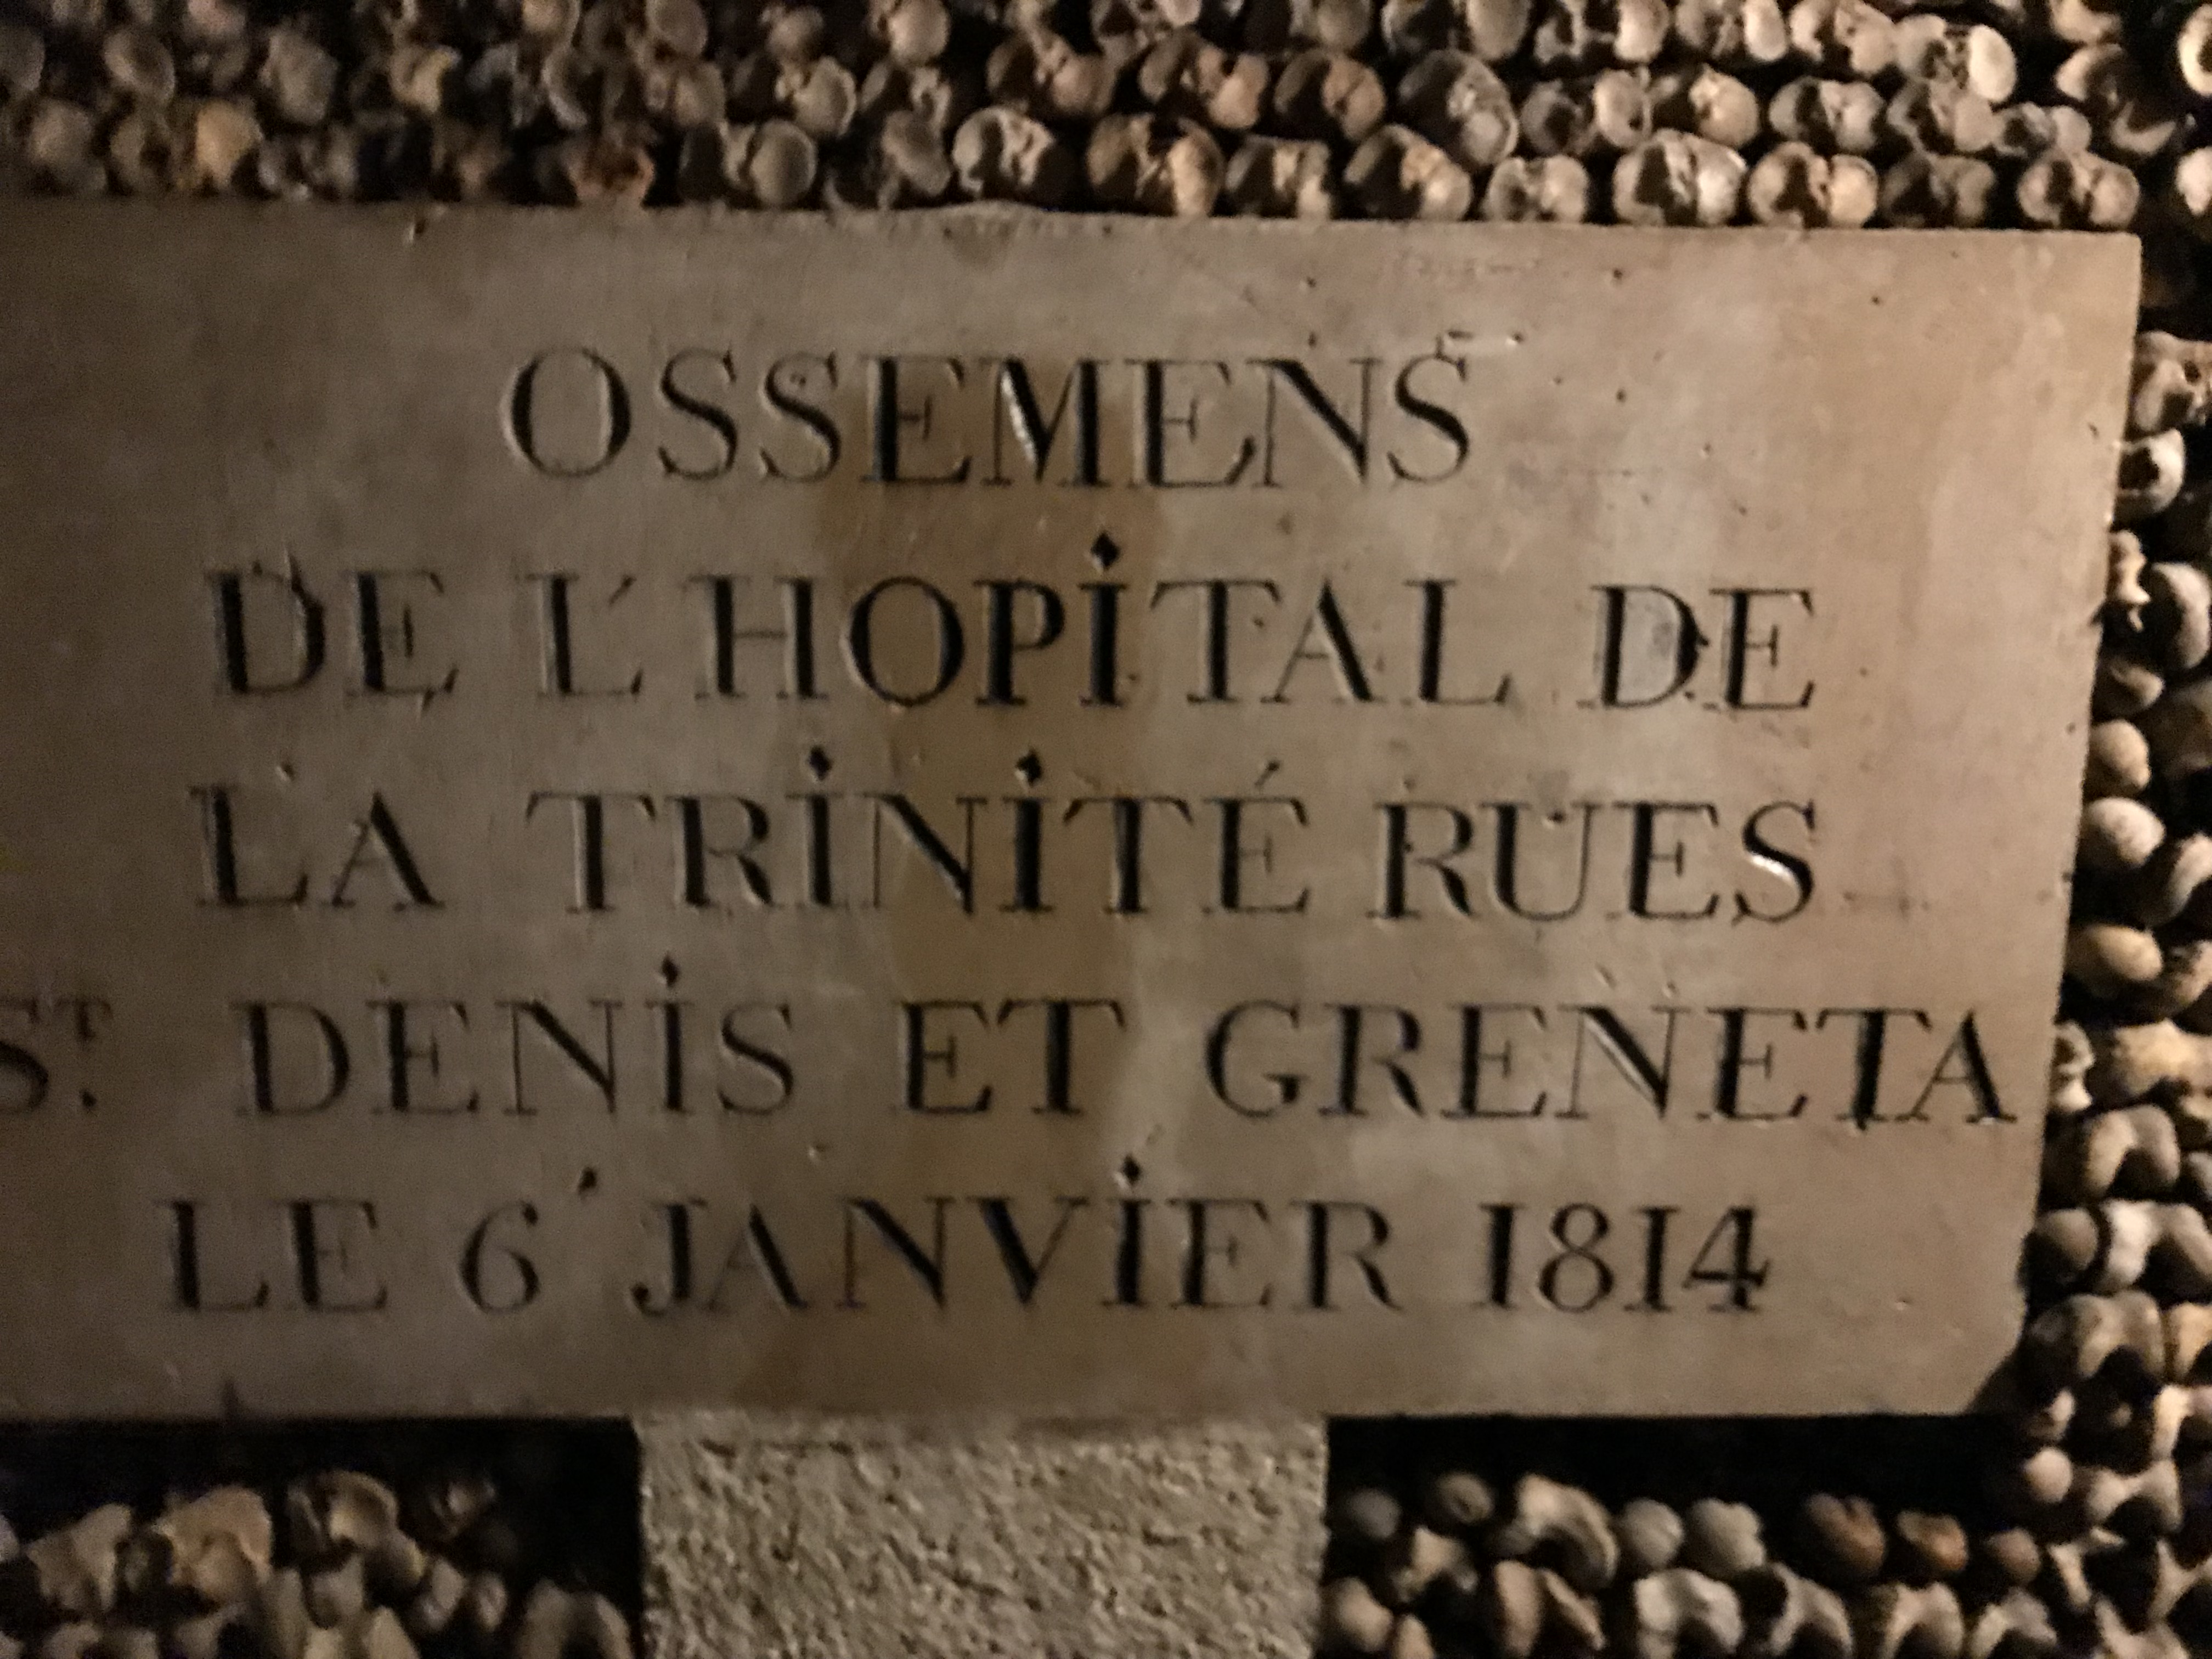 OSSEMENS
DE L'HOPITAL DE
LA TRINITÉ RUES
ST. DENIS ET GRENETA
LE 6 JANVIER 1814